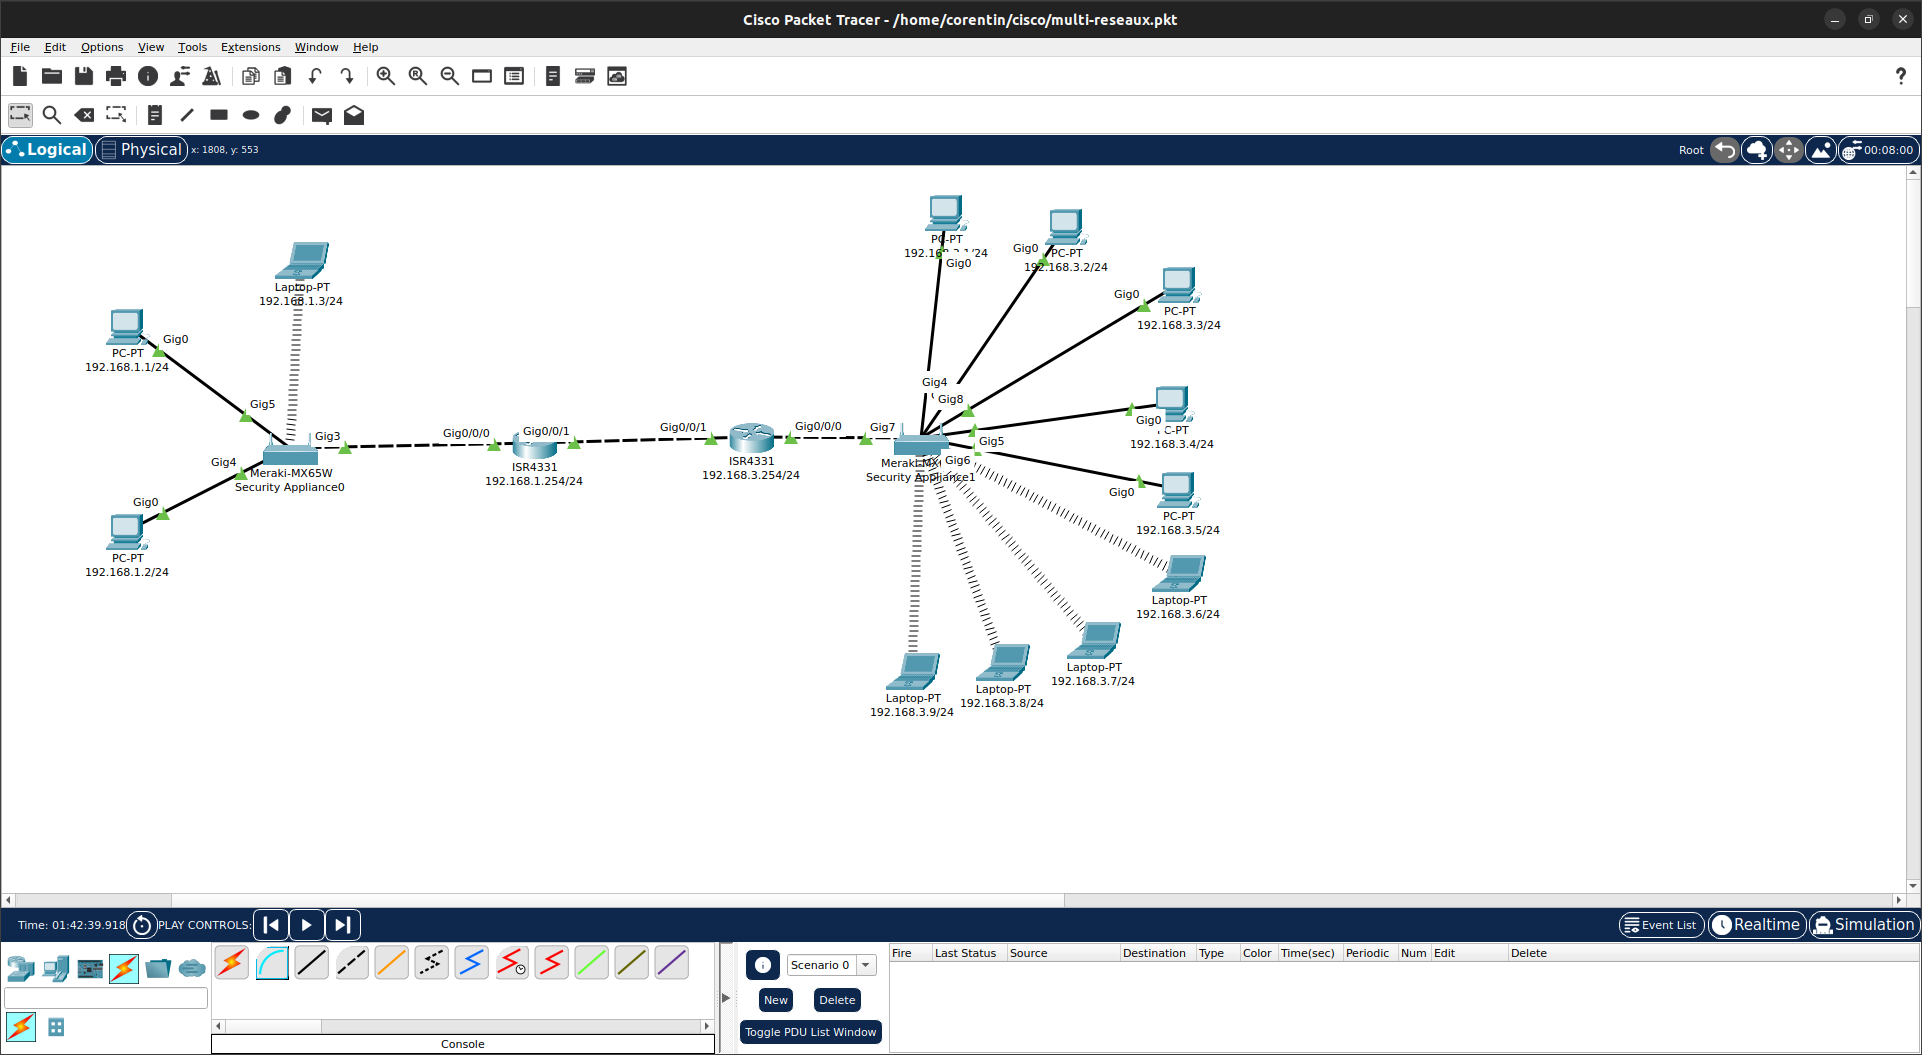 Cisco Packet Tracer - /home/corentin/cisco/multi-reseaux.pkt
File Edit Options View Tools Extensions Window Help
?
Logical Physical x: 1808, y: 553
Root 00:08:00
PC-PT
192.168.3.1/24
Gig0
Gig0
PC-PT
192.168.3.2/24
Laptop-PT
192.168.1.3/24
Gig0
PC-PT
192.168.3.3/24
Gig0
PC-PT
192.168.1.1/24
Gig4
Gig8
Gig5
Gig3
Gig0/0/0
Gig0/0/1
Gig0/0/1
Gig0/0/0
Gig7
Gig0
PC-PT
192.168.3.4/24
Gig5
Gig4
Meraki-MX65W
Security Appliance0
ISR4331
192.168.1.254/24
ISR4331
192.168.3.254/24
Meraki-MX
Gig6
Security Appliance1
Gig0
PC-PT
192.168.3.5/24
Gig0
PC-PT
192.168.1.2/24
Laptop-PT
192.168.3.6/24
Laptop-PT
192.168.3.7/24
Laptop-PT
192.168.3.8/24
Laptop-PT
192.168.3.9/24
Time: 01:42:39.918 PLAY CONTROLS:
Event List Realtime Simulation
Scenario 0
New Delete
Toggle PDU List Window
Fire Last Status Source Destination Type Color Time(sec) Periodic Num Edit Delete
Console